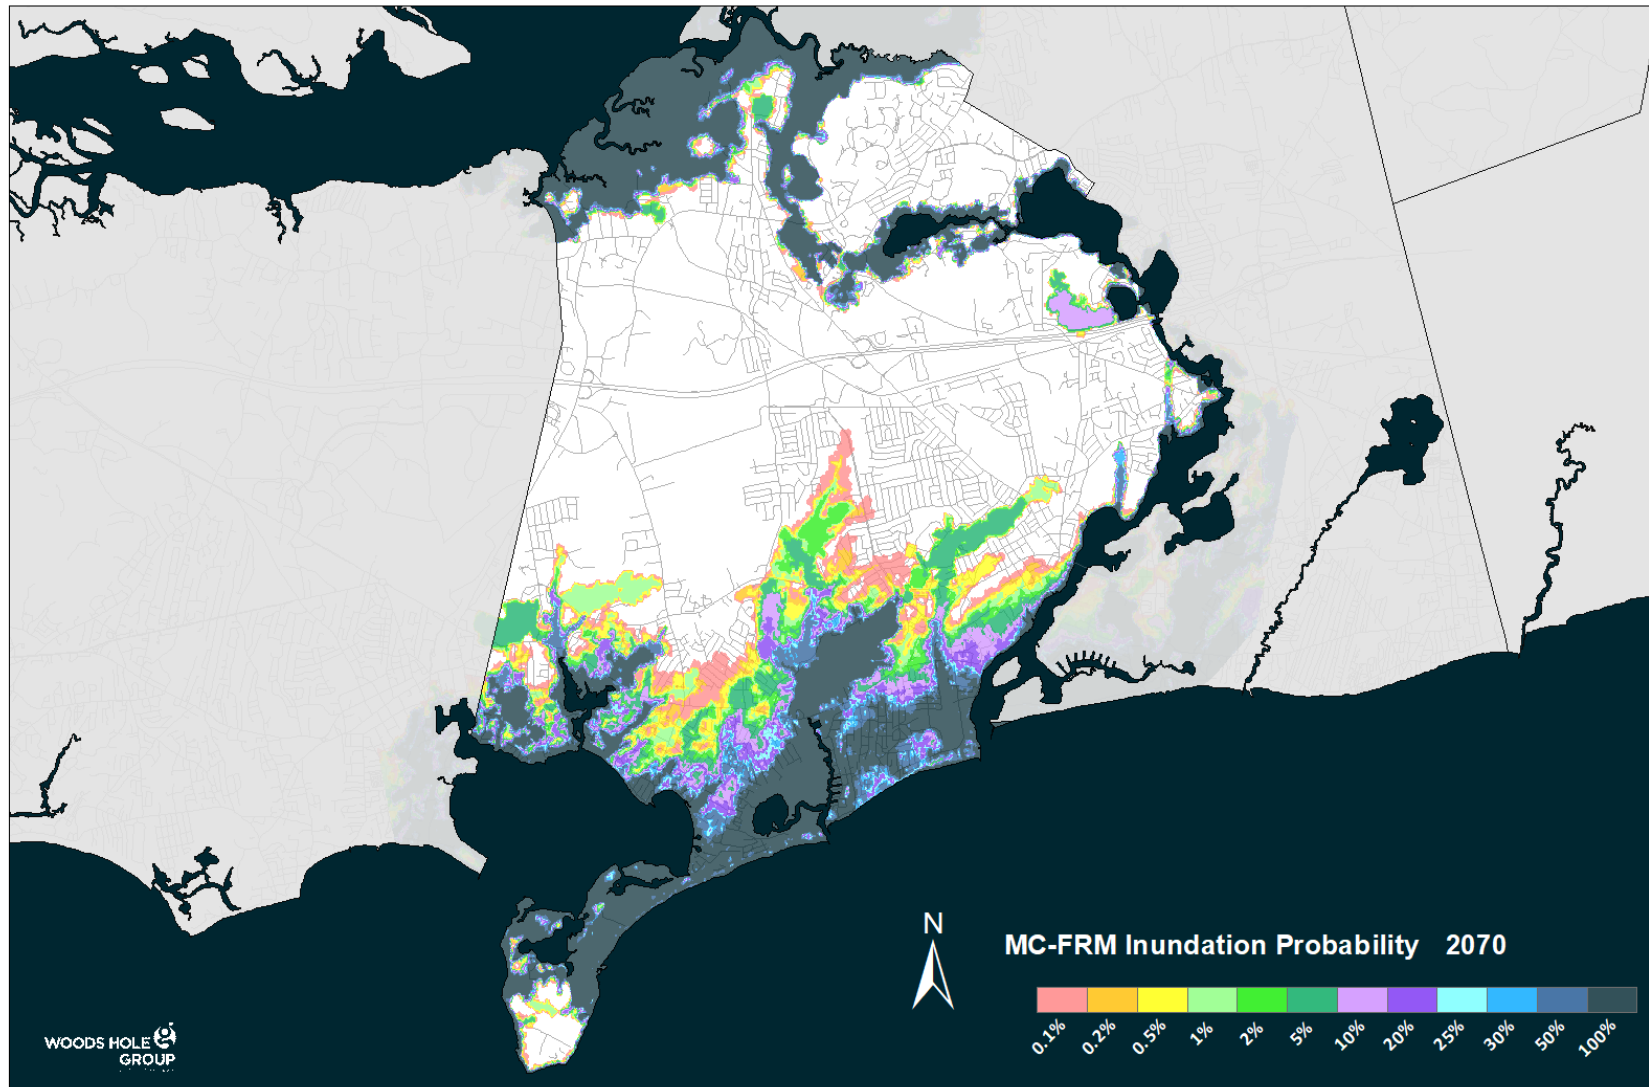 N
MC-FRM Inundation Probability 2070
0.1% 0.2% 0.5% 1% 2% 5% 10% 20% 25% 30% 50% 100%
WOODS HOLE
GROUP